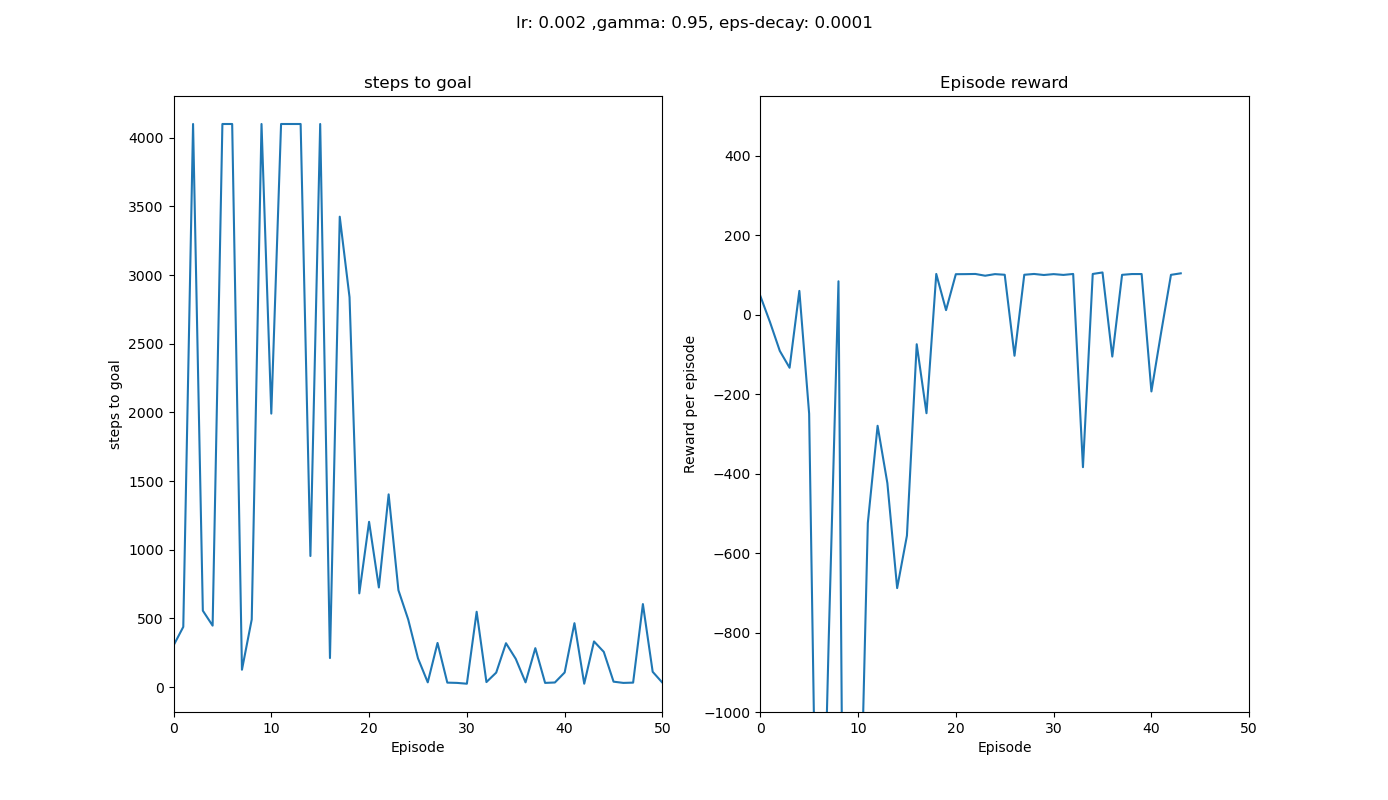 lr: 0.002 ,gamma: 0.95, eps-decay: 0.0001
steps to goal
4000
3500
3000
2500
2000
1500
1000
500
0
steps to goal
0 10 20 30 40 50
Episode
Episode reward
400
200
0
−200
−400
−600
−800
−1000
Reward per episode
0 10 20 30 40 50
Episode